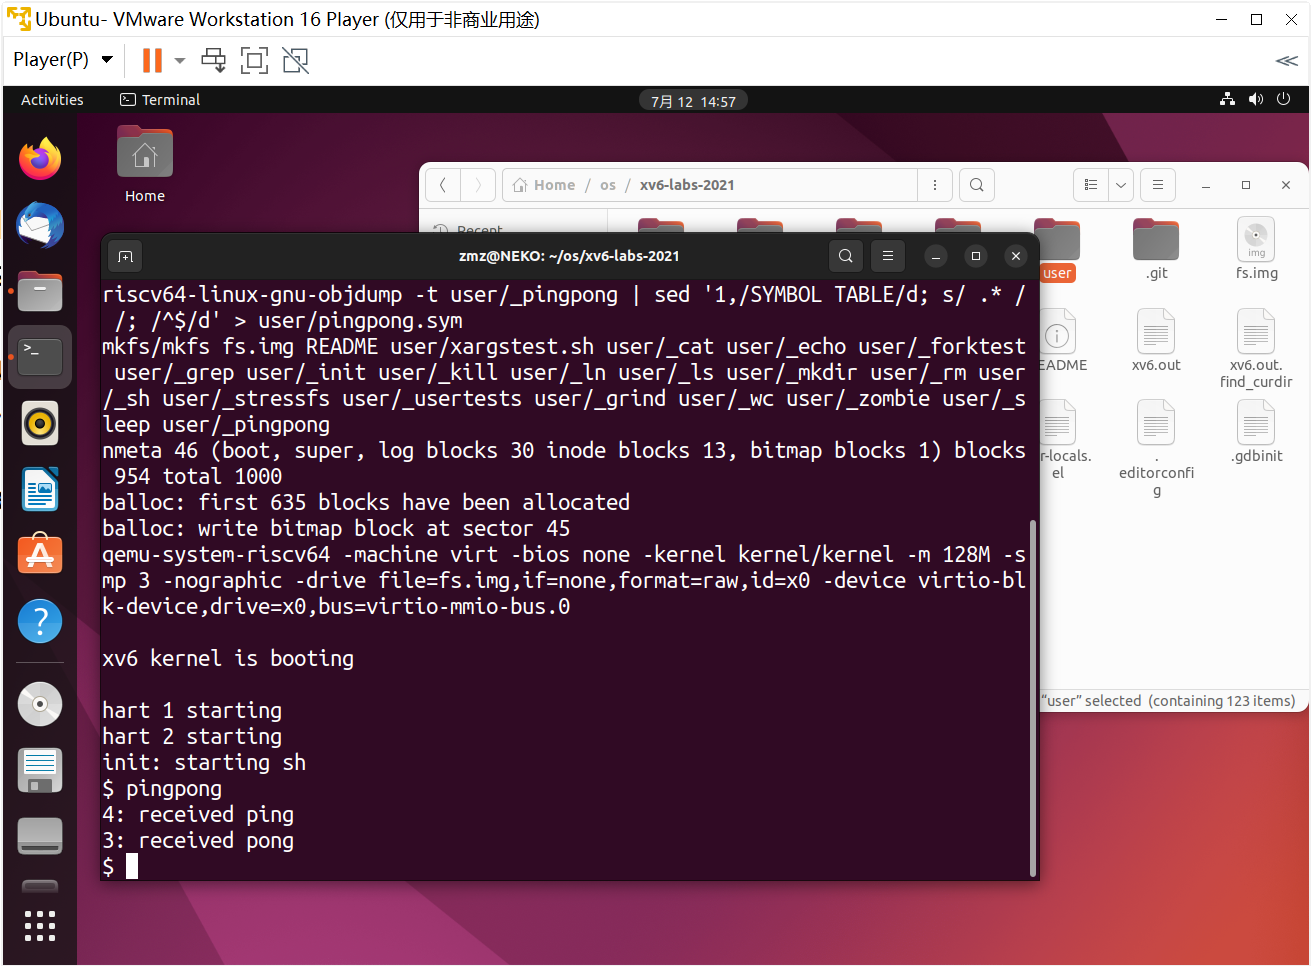 Ubuntu- VMware Workstation 16 Player (仅用于非商业用途)
Player(P)
Activities
Terminal
7月 12 14:57
Home
Home / os / xv6-labs-2021
Recent
user
.git
fs.img
img
EADME
xv6.out
xv6.out.
find_curdir
r-locals.
el
.
editorconfi
g
.gdbinit
"user" selected (containing 123 items)
zmz@NEKO: ~/os/xv6-labs-2021
riscv64-linux-gnu-objdump -t user/_pingpong | sed '1,/SYMBOL TABLE/d; s/ .* /
 /; /^$/d' > user/pingpong.sym
mkfs/mkfs fs.img README user/xargstest.sh user/_cat user/_echo user/_forktest
 user/_grep user/_init user/_kill user/_ln user/_ls user/_mkdir user/_rm user
/_sh user/_stressfs user/_usertests user/_grind user/_wc user/_zombie user/_s
leep user/_pingpong
nmeta 46 (boot, super, log blocks 30 inode blocks 13, bitmap blocks 1) blocks
 954 total 1000
balloc: first 635 blocks have been allocated
balloc: write bitmap block at sector 45
qemu-system-riscv64 -machine virt -bios none -kernel kernel/kernel -m 128M -s
mp 3 -nographic -drive file=fs.img,if=none,format=raw,id=x0 -device virtio-bl
k-device,drive=x0,bus=virtio-mmio-bus.0
xv6 kernel is booting
hart 1 starting
hart 2 starting
init: starting sh
$ pingpong
4: received ping
3: received pong
$